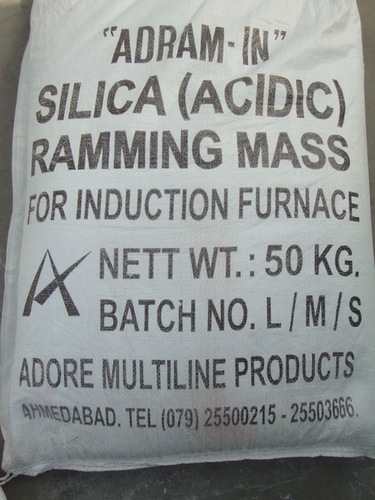 "ADRAM-IN"
SILICA (ACIDIC)
RAMMING MASS
FOR INDUCTION FURNACE
NETT WT. : 50 KG.
BATCH NO. L / M / S
ADORE MULTILINE PRODUCTS
AHMEDABAD. TEL (079) 25500215 - 25503666.